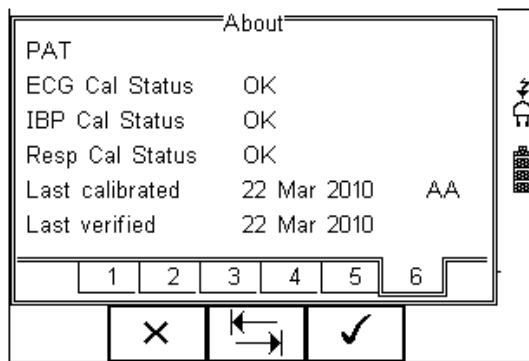 About
PAT
ECG Cal Status OK
IBP Cal Status OK
Resp Cal Status OK
Last calibrated 22 Mar 2010 AA
Last verified 22 Mar 2010
1 2 3 4 5 6